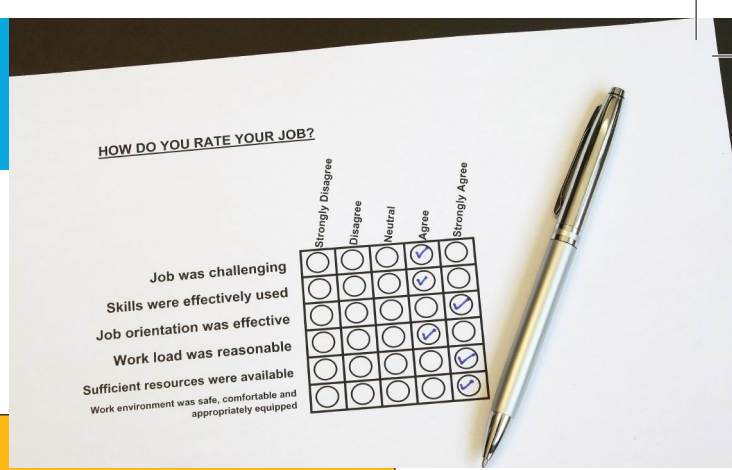 HOW DO YOU RATE YOUR JOB?
Strongly Disagree
Disagree
Neutral
Agree
Strongly Agree
Job was challenging
Skills were effectively used
Job orientation was effective
Work load was reasonable
Sufficient resources were available
Work environment was safe, comfortable and
appropriately equipped